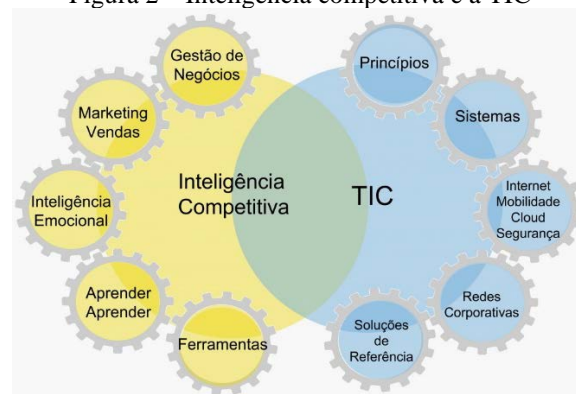 Figura 2 – Inteligência competitiva e a TIC
Gestão de
Negócios
Marketing
Vendas
Inteligência
Emocional
Aprender
Aprender
Ferramentas
Inteligência
Competitiva
TIC
Princípios
Sistemas
Internet
Mobilidade
Cloud
Segurança
Redes
Corporativas
Soluções
de
Referência